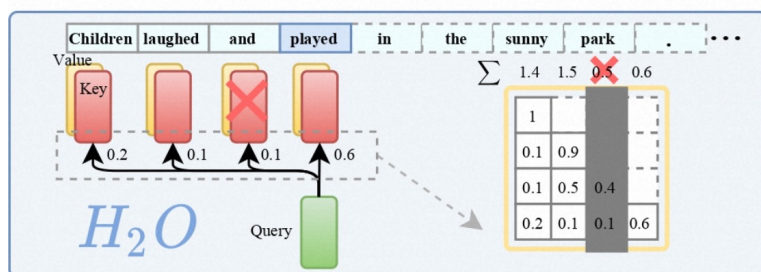 Children laughed and played in the sunny park . ...
Value
Key
∑ 1.4 1.5 0.5 0.6
0.2 0.1 0.1 0.6
1
0.1 0.9
0.1 0.5 0.4
0.2 0.1 0.1 0.6
H₂O
Query